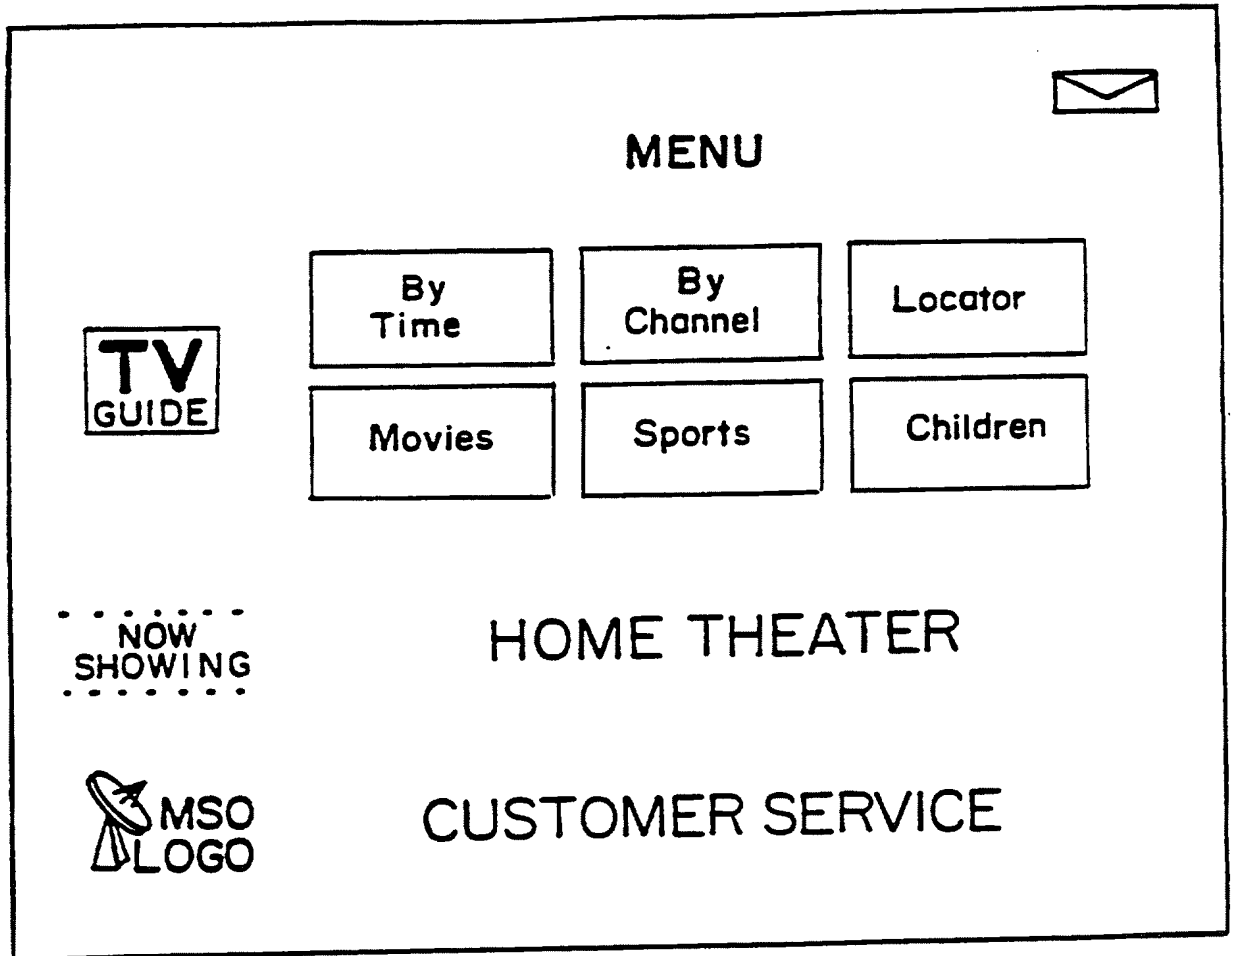 MENU
By
Time
By
Channel
Locator
TV
GUIDE
Movies
Sports
Children
NOW
SHOWING
HOME THEATER
MSO
LOGO
CUSTOMER SERVICE